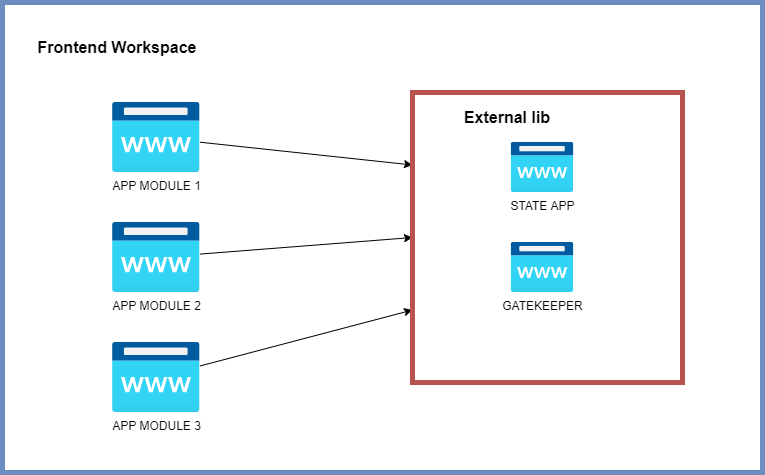 Frontend Workspace
External lib
WWW
APP MODULE 1
WWW
STATE APP
WWW
APP MODULE 2
WWW
GATEKEEPER
WWW
APP MODULE 3